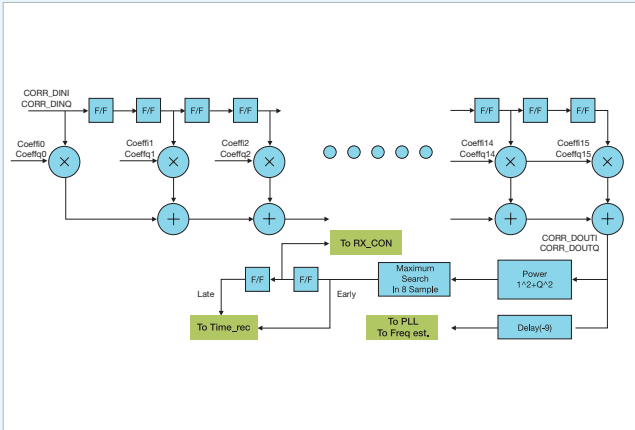 CORR_DINI
CORR_DINQ
F/F
F/F
F/F
F/F
F/F
F/F
F/F
Coeffi0
Coeffq0
×
Coeffi1
Coeffq1
×
Coeffi2
Coeffq2
×
Coeffi14
Coeffq14
×
Coeffi15
Coeffq15
×
+
+
+
+
CORR_DOUTI
CORR_DOUTQ
To RX_CON
Late
F/F
F/F
Early
Maximum
Search
In 8 Sample
Power
1^2+Q^2
To Time_rec
To PLL
To Freq est.
Delay(-9)